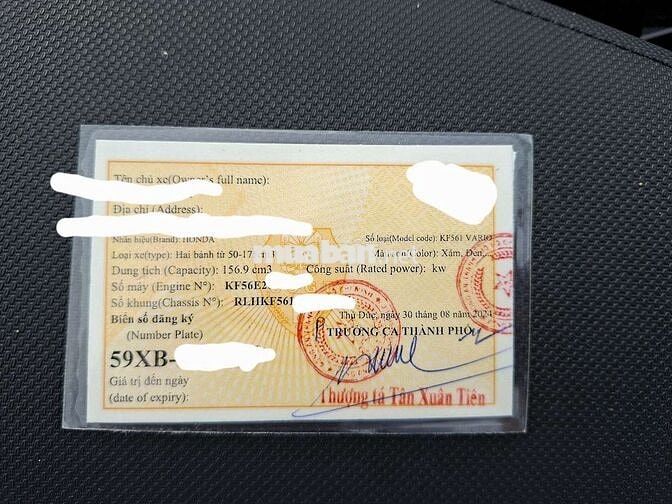 Tên chủ xe(Owner's full name):
Địa chỉ (Address):
Nhãn hiệu(Brand): HONDA
Số loại(Model code): KF561 VARIO
Loại xe(type): Hai bánh từ 50-17 m3
Màu sơn(Color): Xám, Đen,
Dung tích (Capacity): 156.9 cm3
Công suất (Rated power): kw
Số máy (Engine N°): KF56E2
Số khung(Chassis N°): RLHKF561
Biển số đăng ký
(Number Plate)
59XB-
Giá trị đến ngày
(date of expiry):
Thủ Đức, ngày 30 tháng 08 năm 2024
TRƯỞNG CA THÀNH PHỐ
Thượng tá Tân Xuân Tiên
muaban